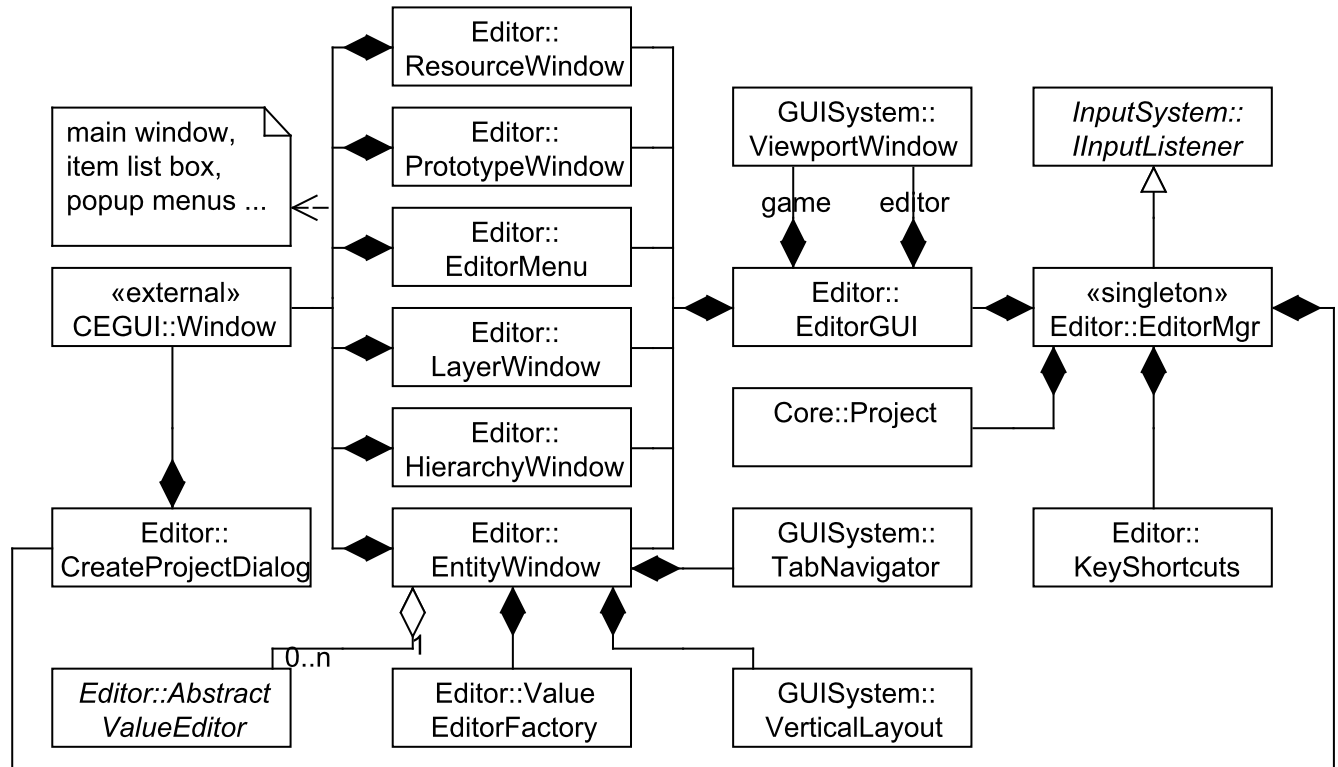 Editor::
ResourceWindow
main window,
item list box,
popup menus ...
Editor::
PrototypeWindow
GUISystem::
ViewportWindow
InputSystem::
IInputListener
game
editor
Editor::
EditorMenu
«external»
CEGUI::Window
Editor::
EditorGUI
«singleton»
Editor::EditorMgr
Editor::
LayerWindow
Core::Project
Editor::
HierarchyWindow
Editor::
CreateProjectDialog
Editor::
EntityWindow
GUISystem::
TabNavigator
Editor::
KeyShortcuts
0..n
1
Editor::Abstract
ValueEditor
Editor::Value
EditorFactory
GUISystem::
VerticalLayout